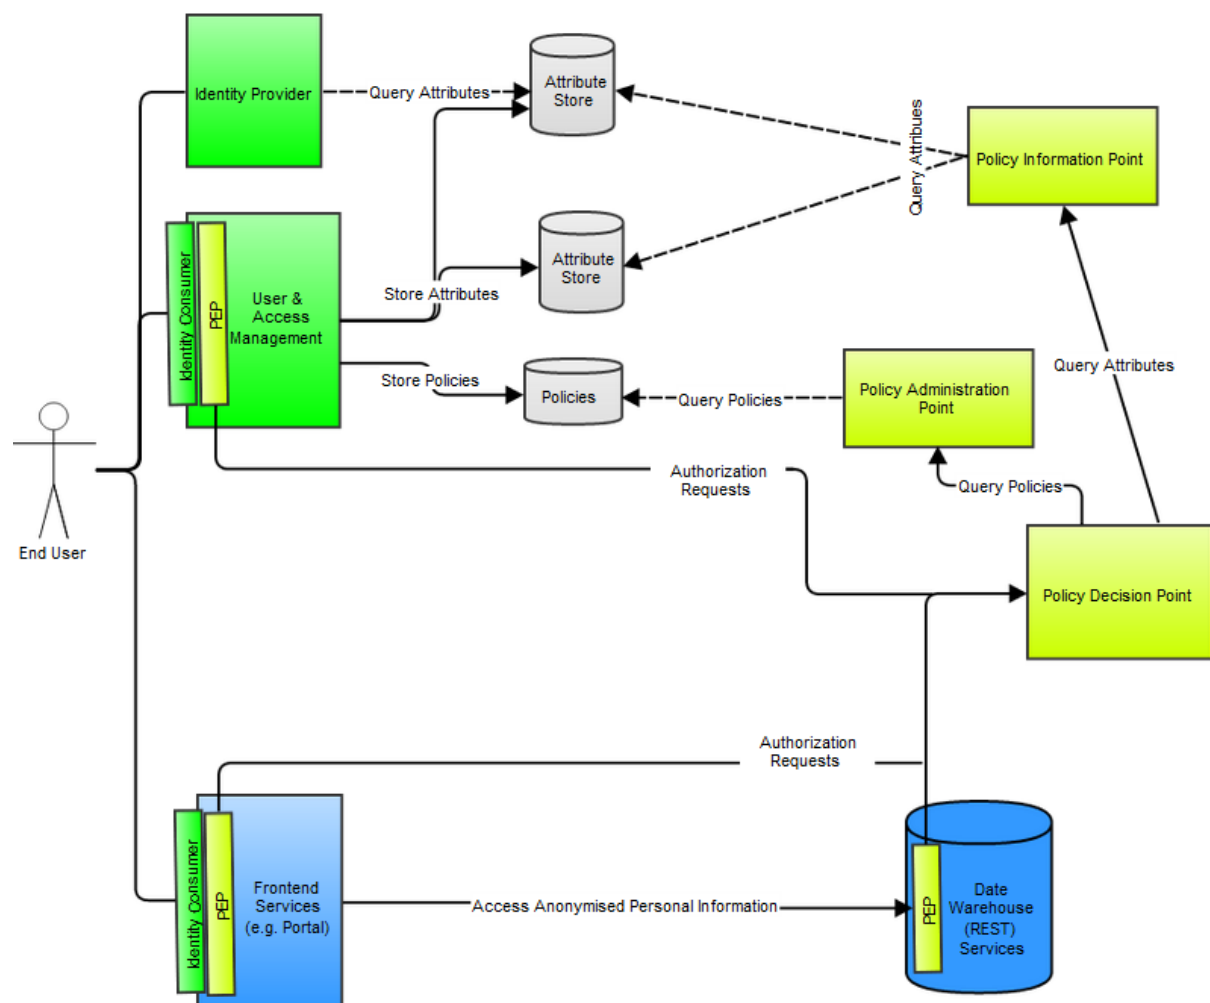 Identity Provider
Query Attributes
Attribute
Store
Query Attribues
Query Attributes
Policy Information Point
Identity Consumer
PEP
User &
Access
Management
Store Attributes
Attribute
Store
Store Policies
Policies
Query Policies
Policy Administration
Point
Query Attributes
End User
Authorization
Requests
Query Policies
Policy Decision Point
Authorization
Requests
Identity Consumer
PEP
Frontend
Services
(e.g. Portal)
Access Anonymised Personal Information
PEP
Date
Warehouse
(REST)
Services